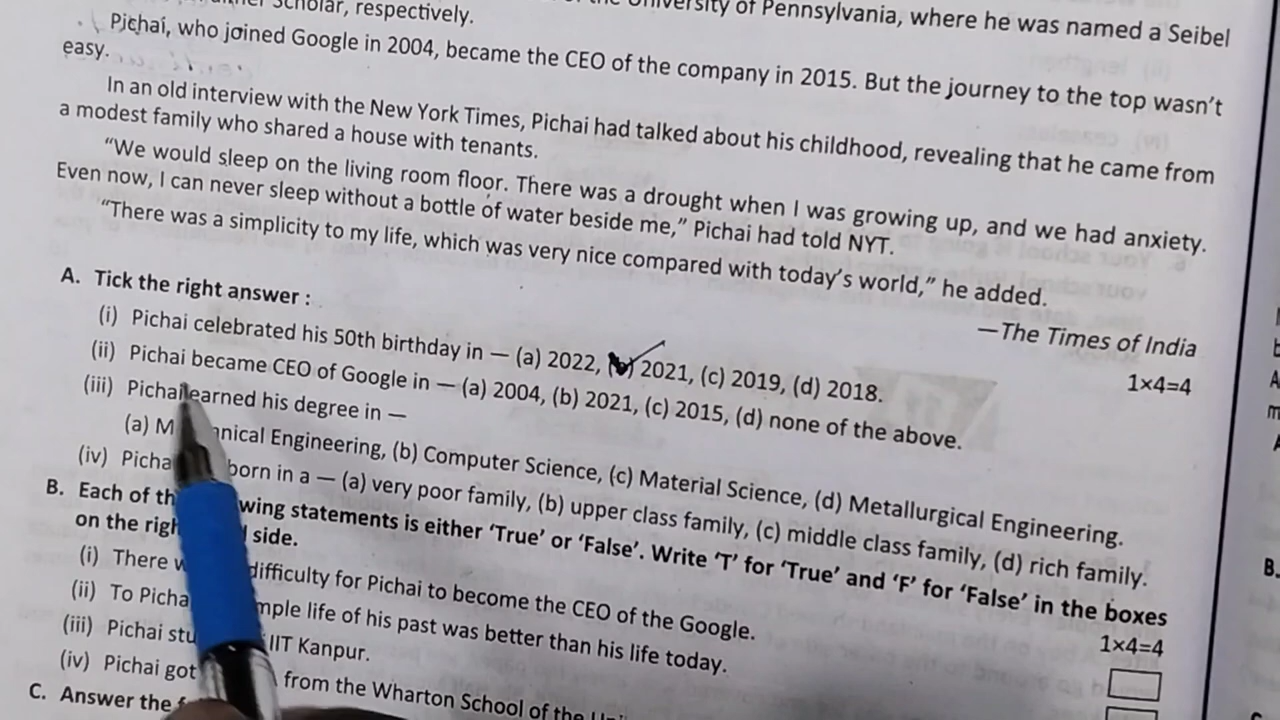 Scholar, respectively.
of the University of Pennsylvania, where he was named a Seibel
Pichai, who joined Google in 2004, became the CEO of the company in 2015. But the journey to the top wasn't
easy.
In an old interview with the New York Times, Pichai had talked about his childhood, revealing that he came from
a modest family who shared a house with tenants.
“We would sleep on the living room floor. There was a drought when I was growing up, and we had anxiety.
Even now, I can never sleep without a bottle of water beside me,” Pichai had told NYT.
“There was a simplicity to my life, which was very nice compared with today's world,” he added.
—The Times of India
A. Tick the right answer : 1×4=4
(i) Pichai celebrated his 50th birthday in — (a) 2022, 2021, (c) 2019, (d) 2018.
(ii) Pichai became CEO of Google in — (a) 2004, (b) 2021, (c) 2015, (d) none of the above.
(iii) Pichai earned his degree in —
(a) M nical Engineering, (b) Computer Science, (c) Material Science, (d) Metallurgical Engineering.
(iv) Picha born in a — (a) very poor family, (b) upper class family, (c) middle class family, (d) rich family.
B. Each of th wing statements is either ‘True’ or ‘False’. Write ‘T’ for ‘True’ and ‘F’ for ‘False’ in the boxes
on the righ side. 1×4=4
(i) There w difficulty for Pichai to become the CEO of the Google.
(ii) To Picha mple life of his past was better than his life today.
(iii) Pichai stu IIT Kanpur.
(iv) Pichai got from the Wharton School of the
C. Answer the
B.